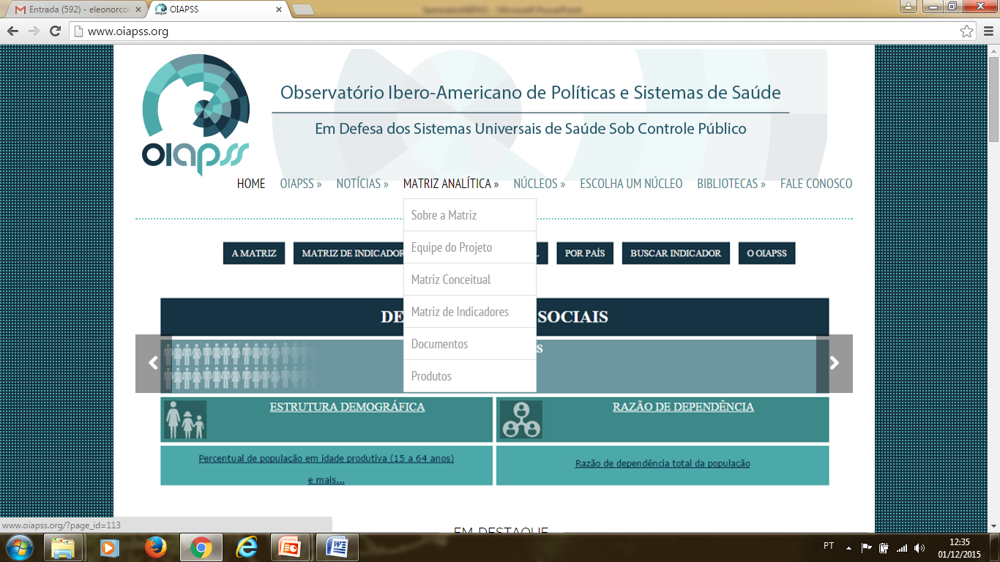 Entrada (592) - eleonorco
OIAPSS
SeminárioABEPSS - Microsoft PowerPoint
www.oiapss.org
Observatório Ibero-Americano de Políticas e Sistemas de Saúde
Em Defesa dos Sistemas Universais de Saúde Sob Controle Público
OIAPSS
HOME OIAPSS » NOTÍCIAS » MATRIZ ANALÍTICA » NÚCLEOS » ESCOLHA UM NÚCLEO BIBLIOTECAS » FALE CONOSCO
Sobre a Matriz
Equipe do Projeto
Matriz Conceitual
Matriz de Indicadores
Documentos
Produtos
A MATRIZ MATRIZ DE INDICADOR L POR PAÍS BUSCAR INDICADOR O OIAPSS
DE SOCIAIS
S
ESTRUTURA DEMOGRÁFICA RAZÃO DE DEPENDÊNCIA
Percentual de população em idade produtiva (15 a 64 anos)
e mais...
Razão de dependência total da população
EM DESTAQUE
www.oiapss.org/?page_id=113
PT
12:35
01/12/2015